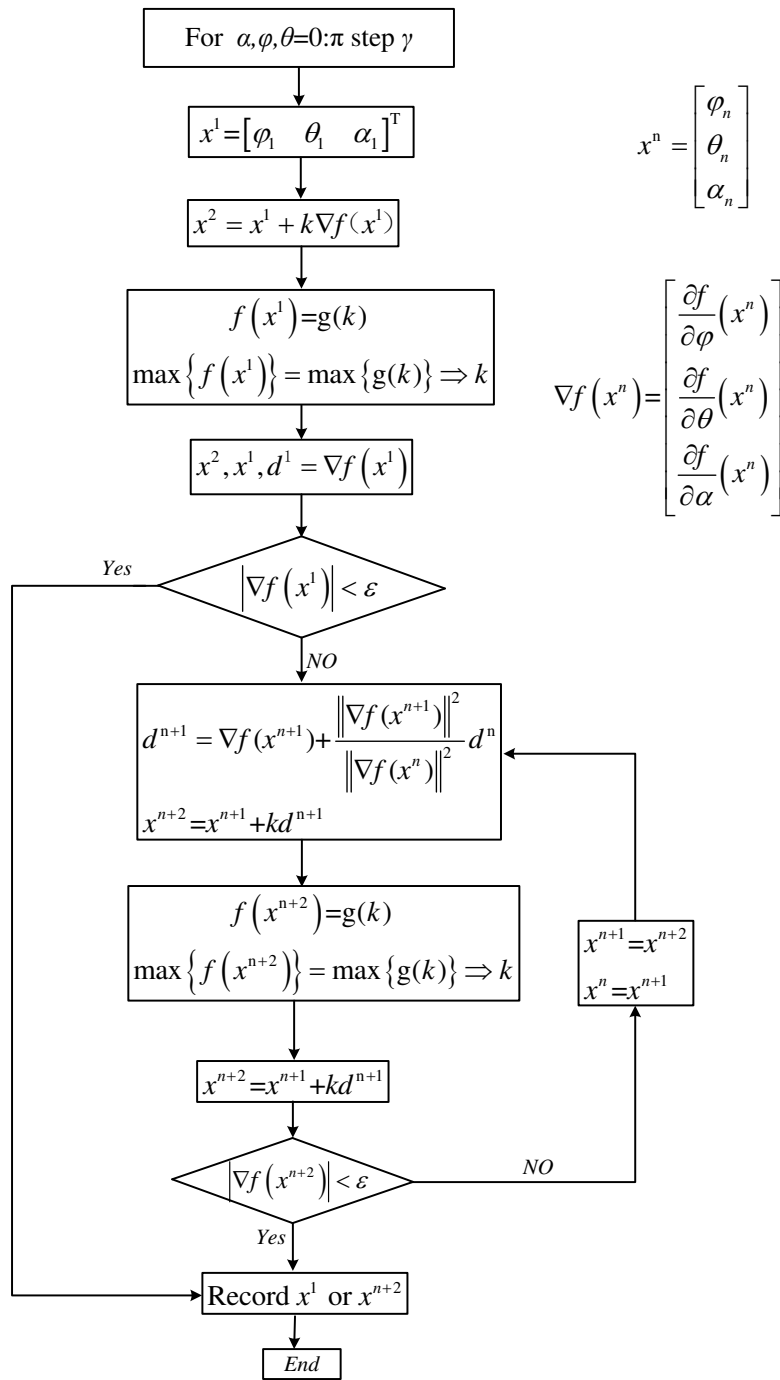 For α,φ,θ=0:π step γ
x¹=[φ₁ θ₁ α₁]ᵀ
x² = x¹ + k∇f(x¹)
f(x¹)=g(k)
max{f(x¹)} = max{g(k)} ⇒ k
x², x¹, d¹ = ∇f(x¹)
|∇f(x¹)| < ε
Yes
NO
dⁿ⁺¹ = ∇f(xⁿ⁺¹)+ ‖∇f(xⁿ⁺¹)‖² / ‖∇f(xⁿ)‖² dⁿ
xⁿ⁺²=xⁿ⁺¹+kdⁿ⁺¹
f(xⁿ⁺²)=g(k)
max{f(xⁿ⁺²)} = max{g(k)} ⇒ k
xⁿ⁺²=xⁿ⁺¹+kdⁿ⁺¹
|∇f(xⁿ⁺²)| < ε
NO
xⁿ⁺¹=xⁿ⁺²
xⁿ=xⁿ⁺¹
Yes
Record x¹ or xⁿ⁺²
End
xⁿ = [φₙ
θₙ
αₙ]
∇f(xⁿ)= [∂f/∂φ (xⁿ)
∂f/∂θ (xⁿ)
∂f/∂α (xⁿ)]